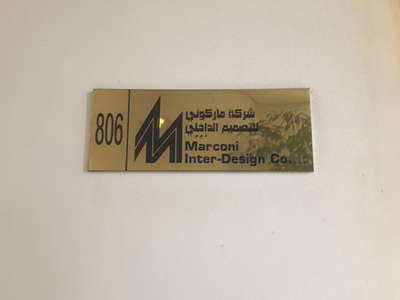 806
شركة ماركوني
للتصميم الداخلي
Marconi
Inter-Design Co.